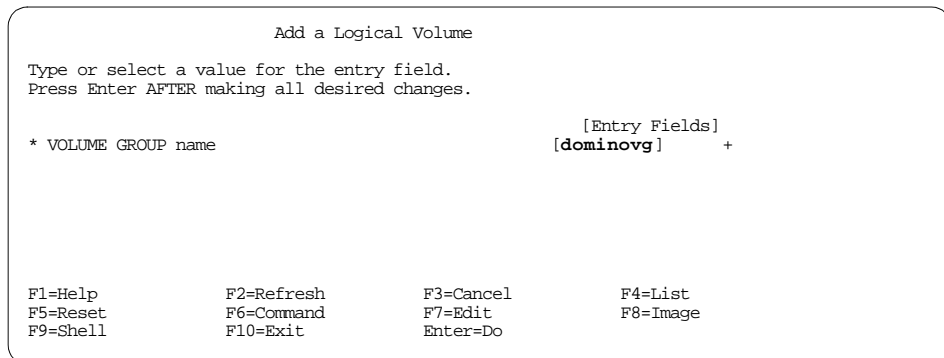 Add a Logical Volume
Type or select a value for the entry field.
Press Enter AFTER making all desired changes.
[Entry Fields]
* VOLUME GROUP name [dominovg] +
F1=Help F2=Refresh F3=Cancel F4=List
F5=Reset F6=Command F7=Edit F8=Image
F9=Shell F10=Exit Enter=Do